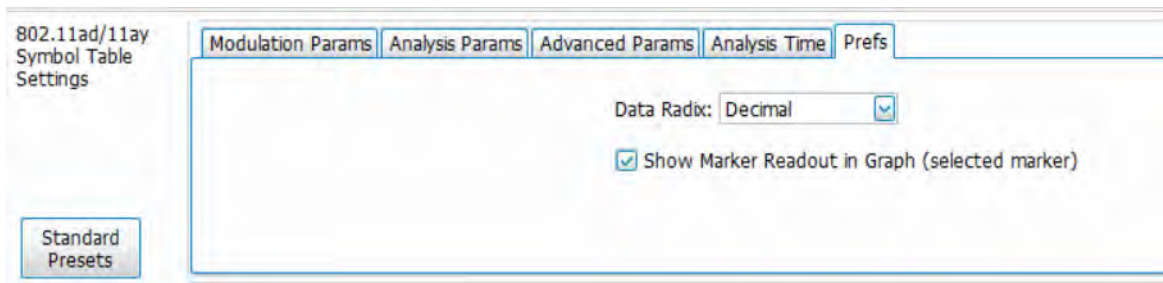 802.11ad/11ay
Symbol Table
Settings
Modulation Params Analysis Params Advanced Params Analysis Time Prefs
Data Radix: Decimal
Show Marker Readout in Graph (selected marker)
Standard
Presets